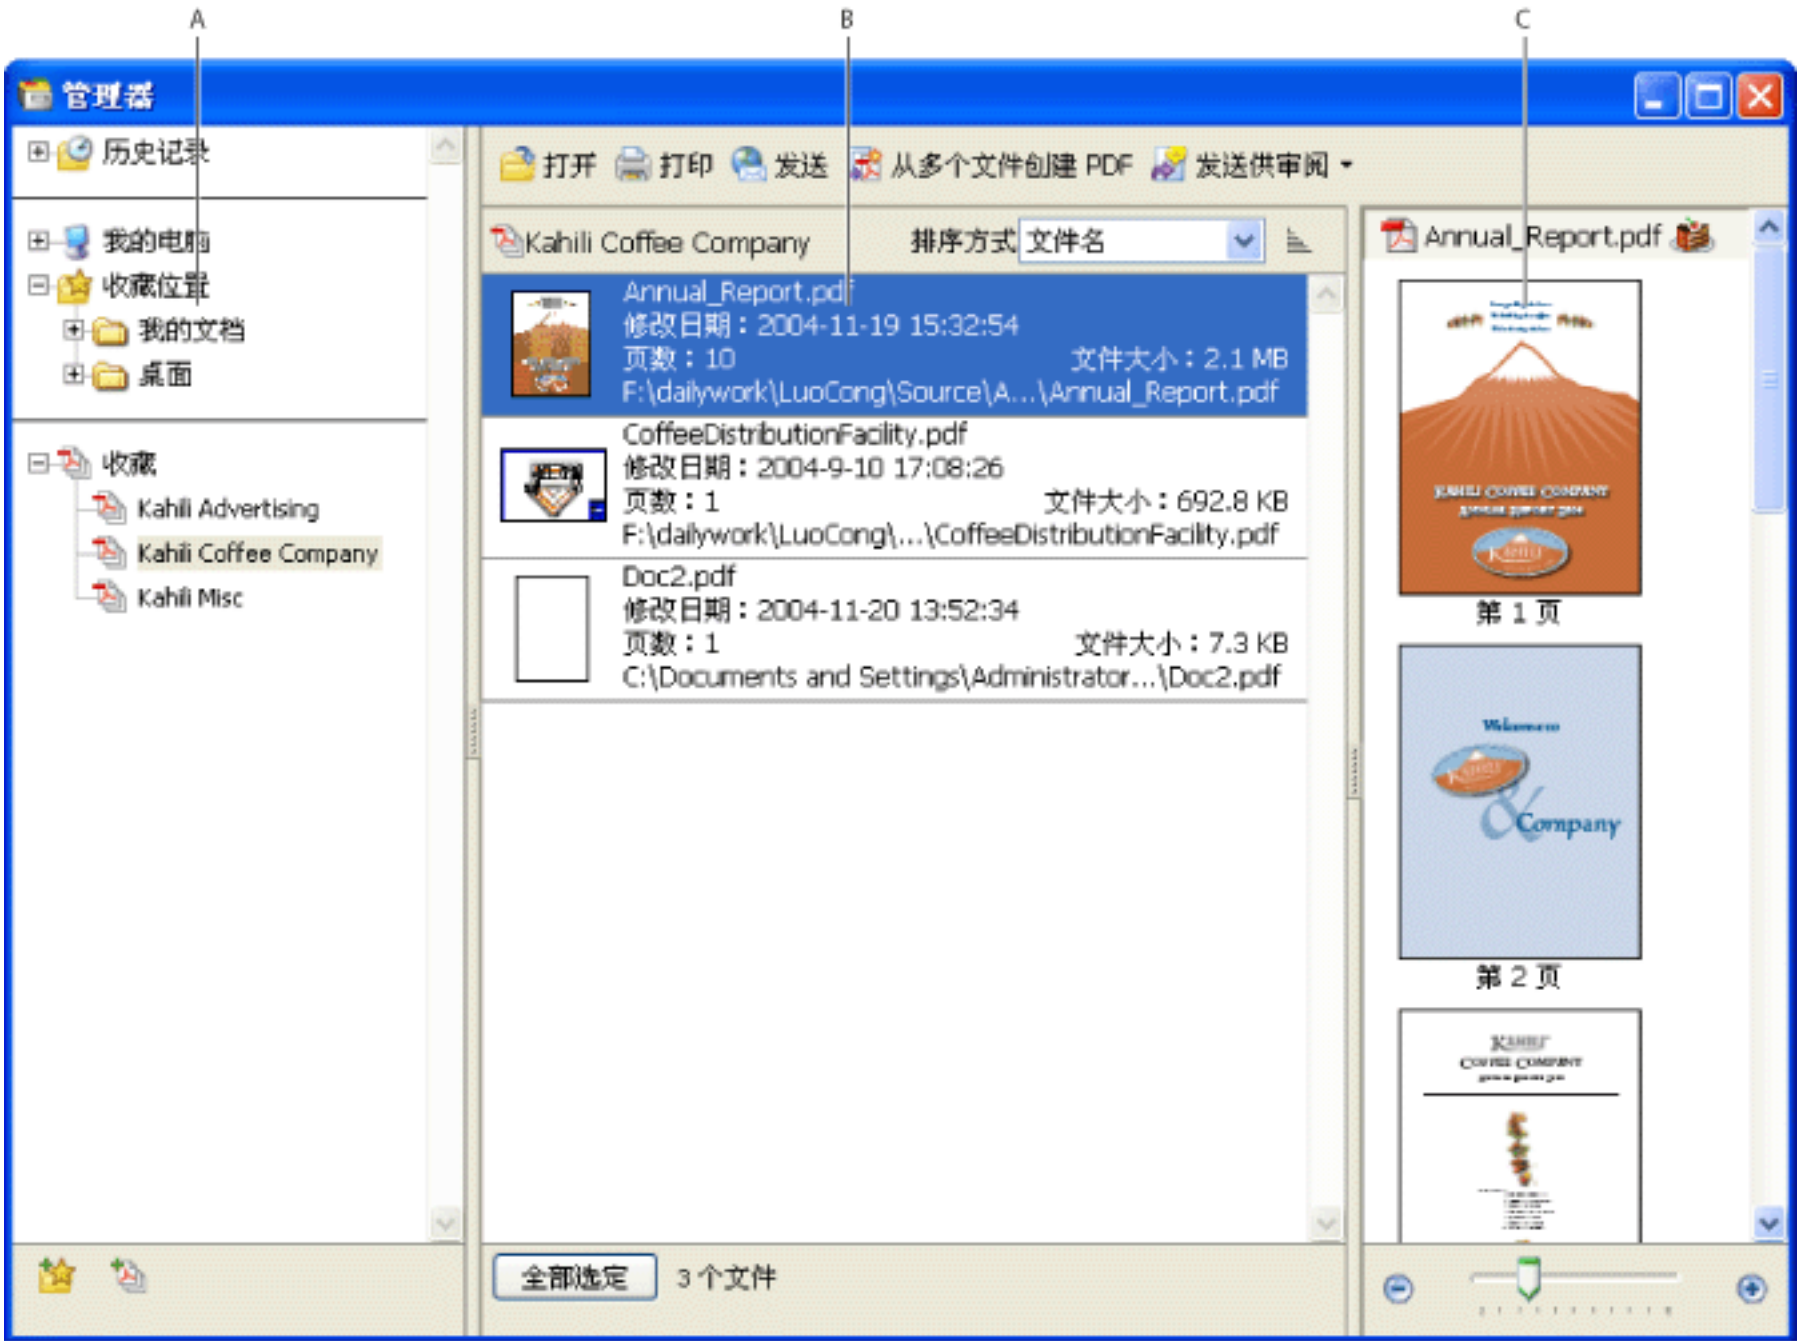 A
B
C
管理器
历史记录
我的电脑
收藏位置
我的文档
桌面
收藏
Kahili Advertising
Kahili Coffee Company
Kahili Misc
打开 打印 发送 从多个文件创建 PDF 发送供审阅
Kahili Coffee Company 排序方式 文件名
Annual_Report.pdf
修改日期：2004-11-19 15:32:54
页数：10 文件大小：2.1 MB
F:\dailywork\LuoCong\Source\A...\Annual_Report.pdf
CoffeeDistributionFacility.pdf
修改日期：2004-9-10 17:08:26
页数：1 文件大小：692.8 KB
F:\dailywork\LuoCong\...\CoffeeDistributionFacility.pdf
Doc2.pdf
修改日期：2004-11-20 13:52:34
页数：1 文件大小：7.3 KB
C:\Documents and Settings\Administrator...\Doc2.pdf
全部选定 3 个文件
Annual_Report.pdf
KAHILI COFFEE COMPANY
KAHILI
第 1 页
Welcome to
KAHILI
&
Company
第 2 页
KAHILI
COFFEE COMPANY